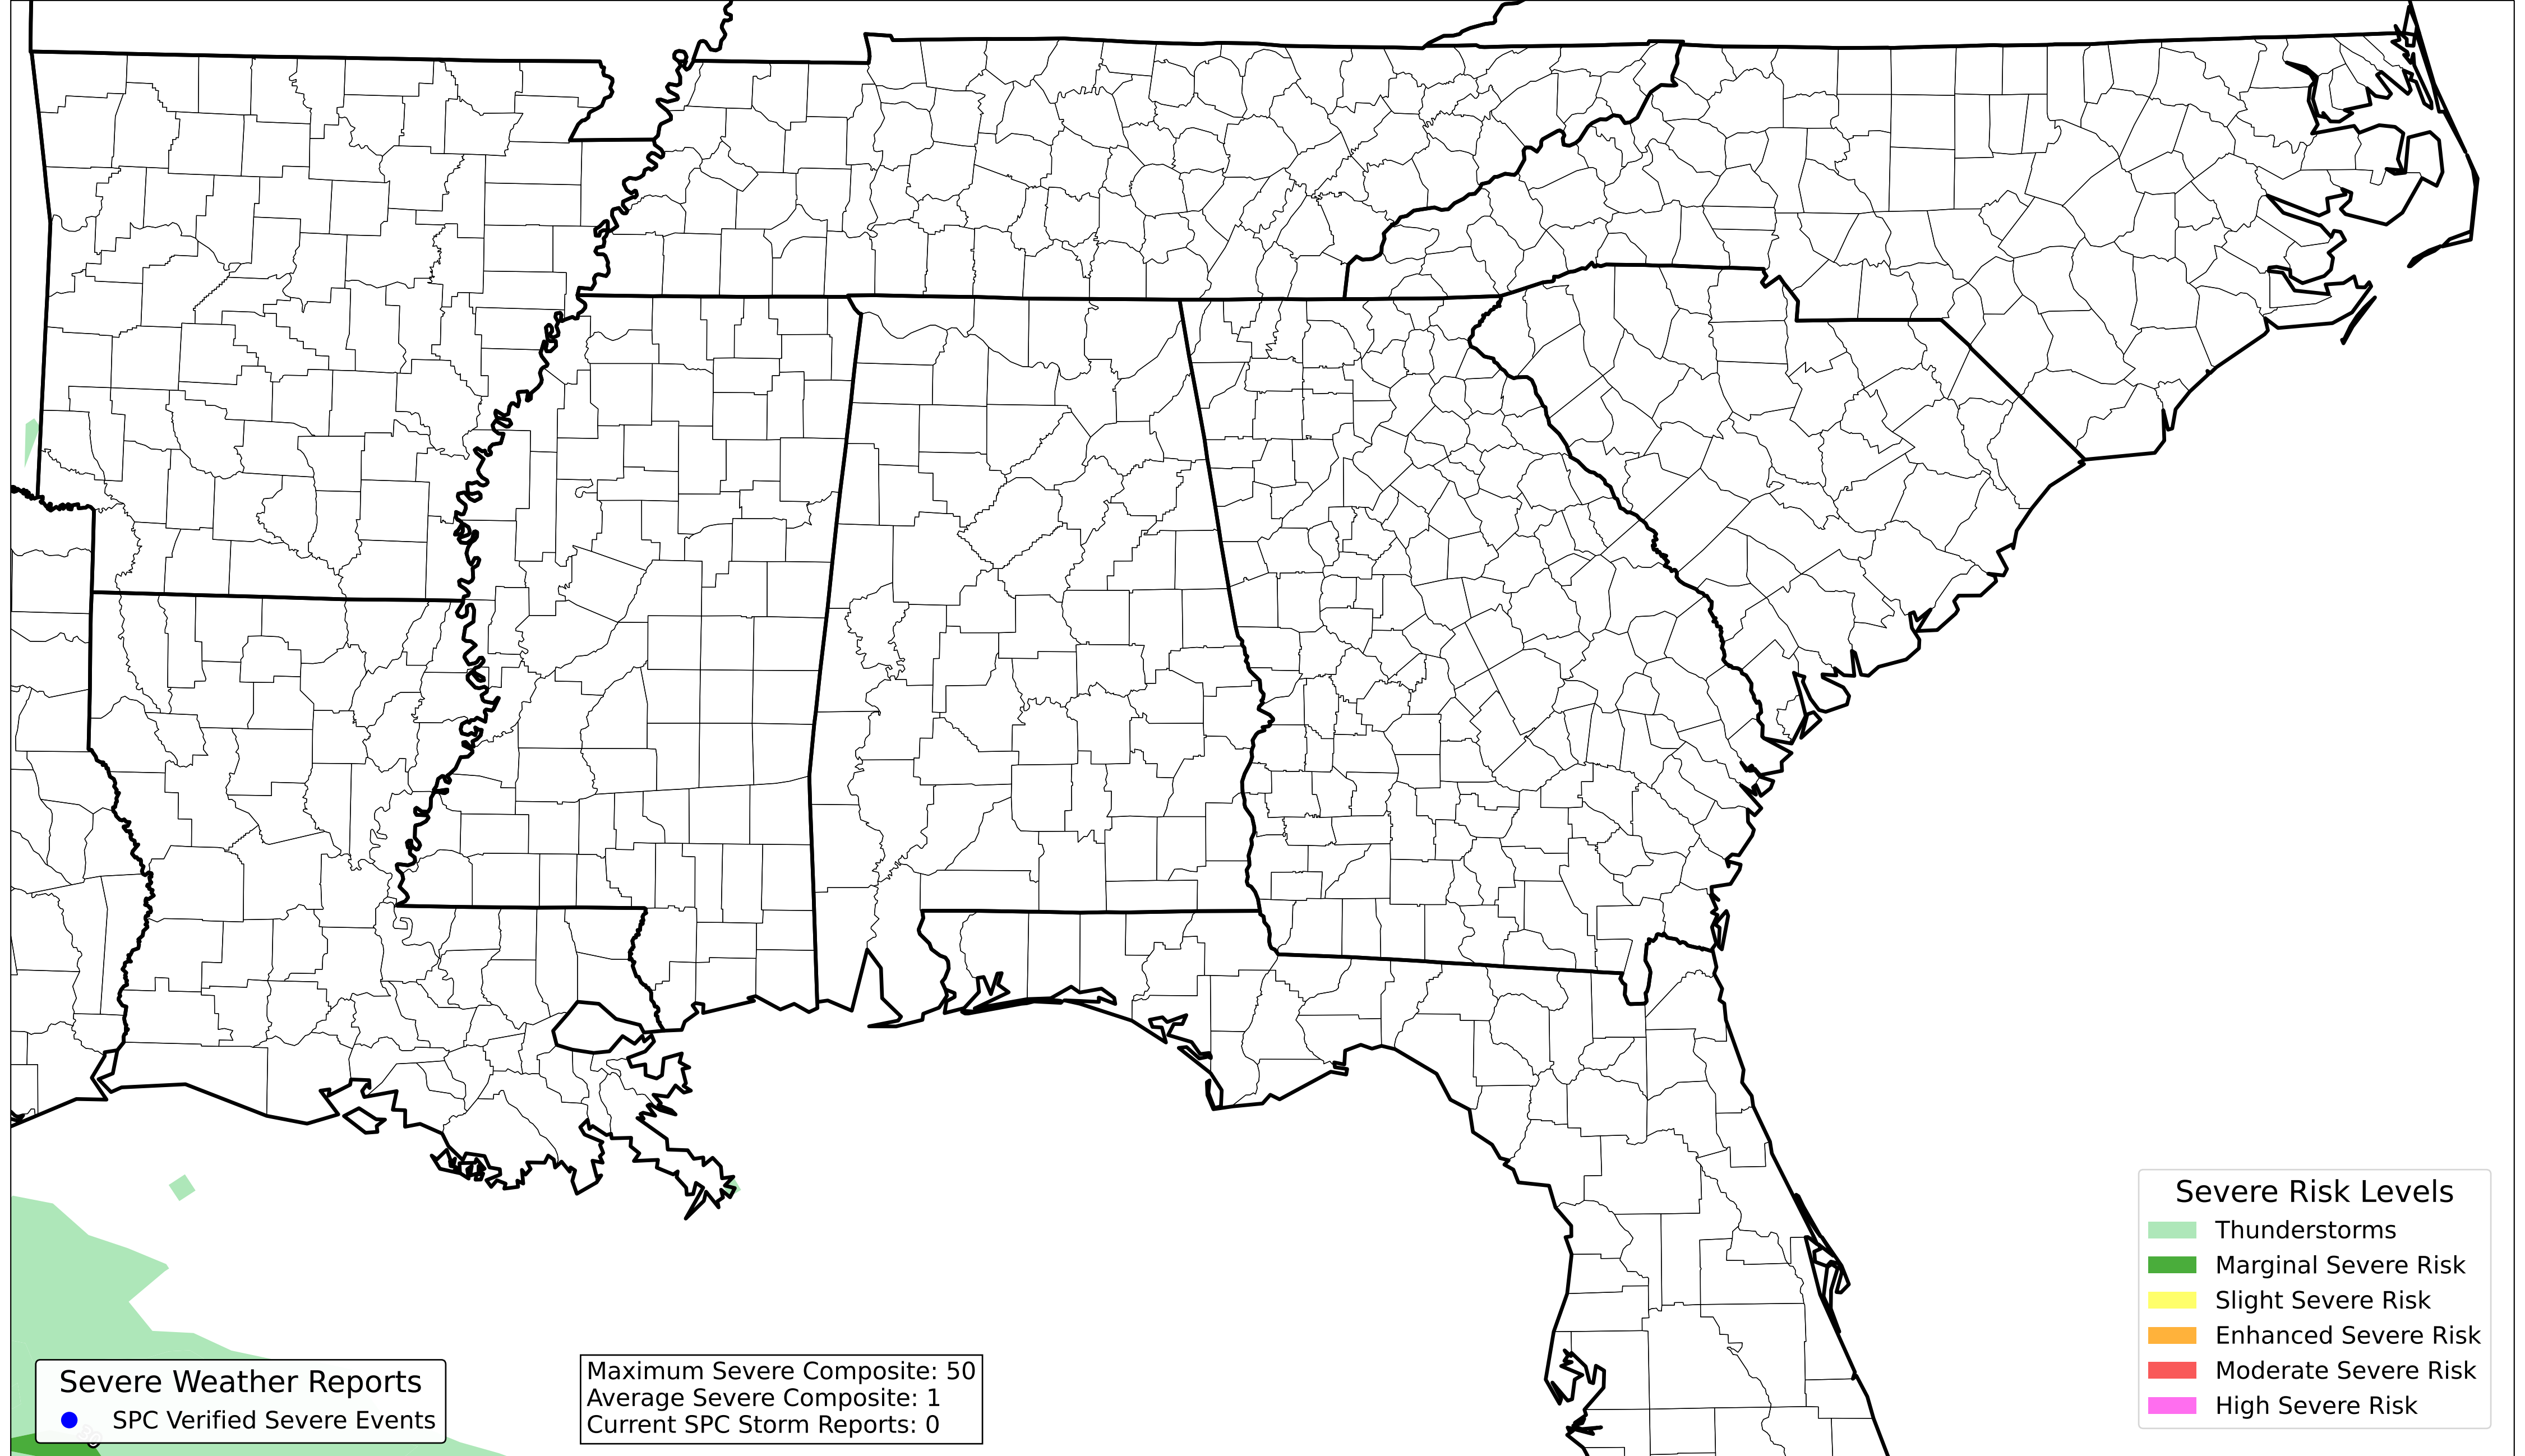 Severe Weather Reports
SPC Verified Severe Events
Maximum Severe Composite: 50
Average Severe Composite: 1
Current SPC Storm Reports: 0
Severe Risk Levels
Thunderstorms
Marginal Severe Risk
Slight Severe Risk
Enhanced Severe Risk
Moderate Severe Risk
High Severe Risk